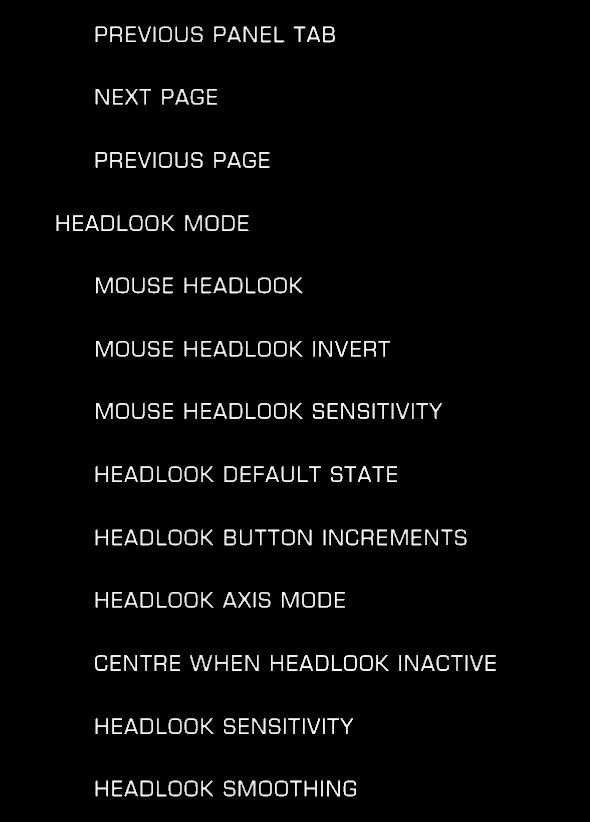 PREVIOUS PANEL TAB
NEXT PAGE
PREVIOUS PAGE
HEADLOOK MODE
MOUSE HEADLOOK
MOUSE HEADLOOK INVERT
MOUSE HEADLOOK SENSITIVITY
HEADLOOK DEFAULT STATE
HEADLOOK BUTTON INCREMENTS
HEADLOOK AXIS MODE
CENTRE WHEN HEADLOOK INACTIVE
HEADLOOK SENSITIVITY
HEADLOOK SMOOTHING